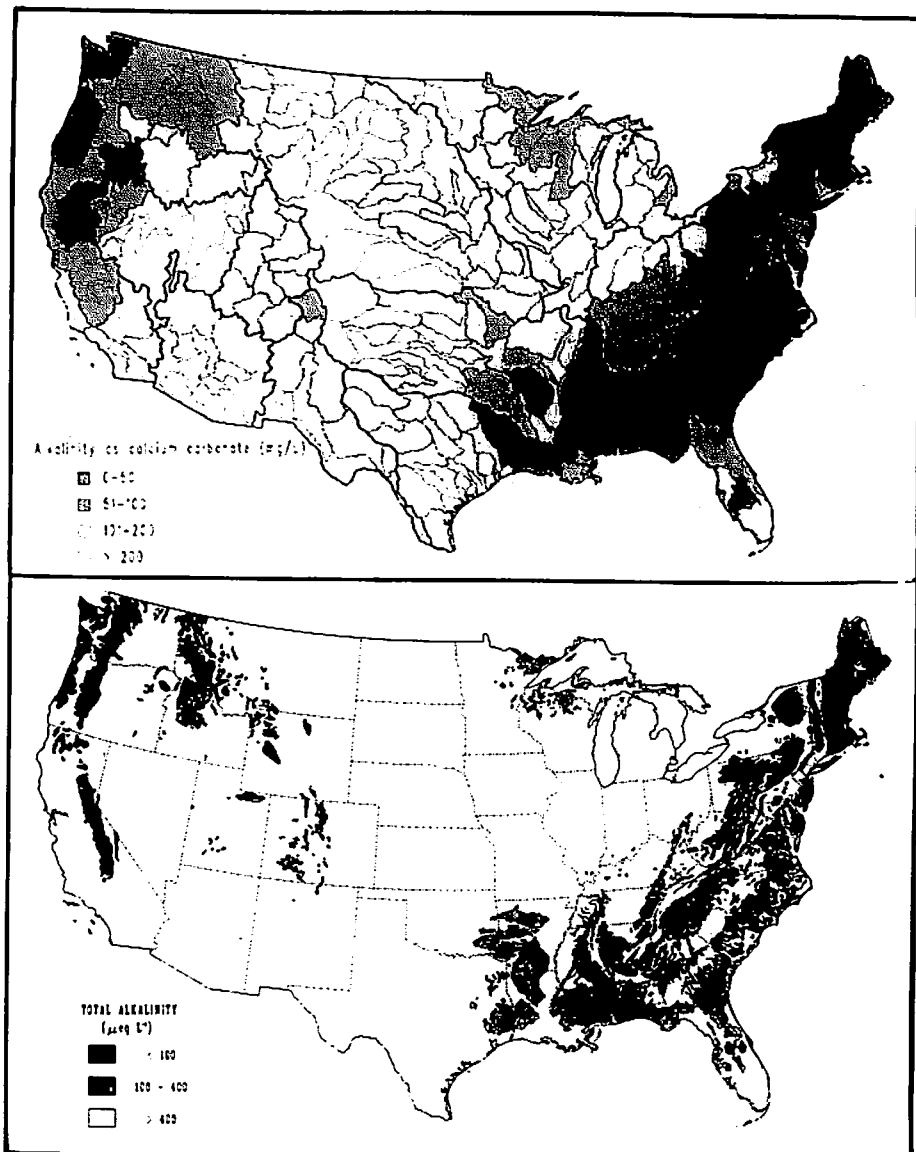 Alkalinity as calcium carbonate (mg/L)
0-50
51-100
101-200
> 200
TOTAL ALKALINITY
(μeq L⁻¹)
< 100
100 - 400
> 400